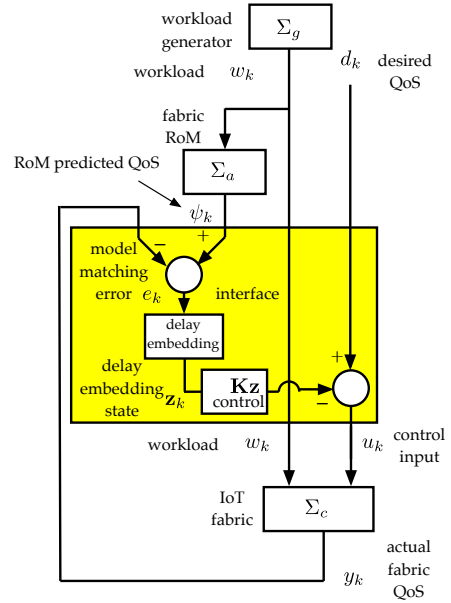 workload
generator
Σg
workload wk
dk desired
QoS
fabric
RoM
Σa
RoM predicted QoS
ψk
− +
model
matching
error ek
interface
delay
embedding
delay
embedding
state zk
Kz
control
+
−
workload wk
uk control
input
IoT
fabric
Σc
actual
fabric
QoS
yk